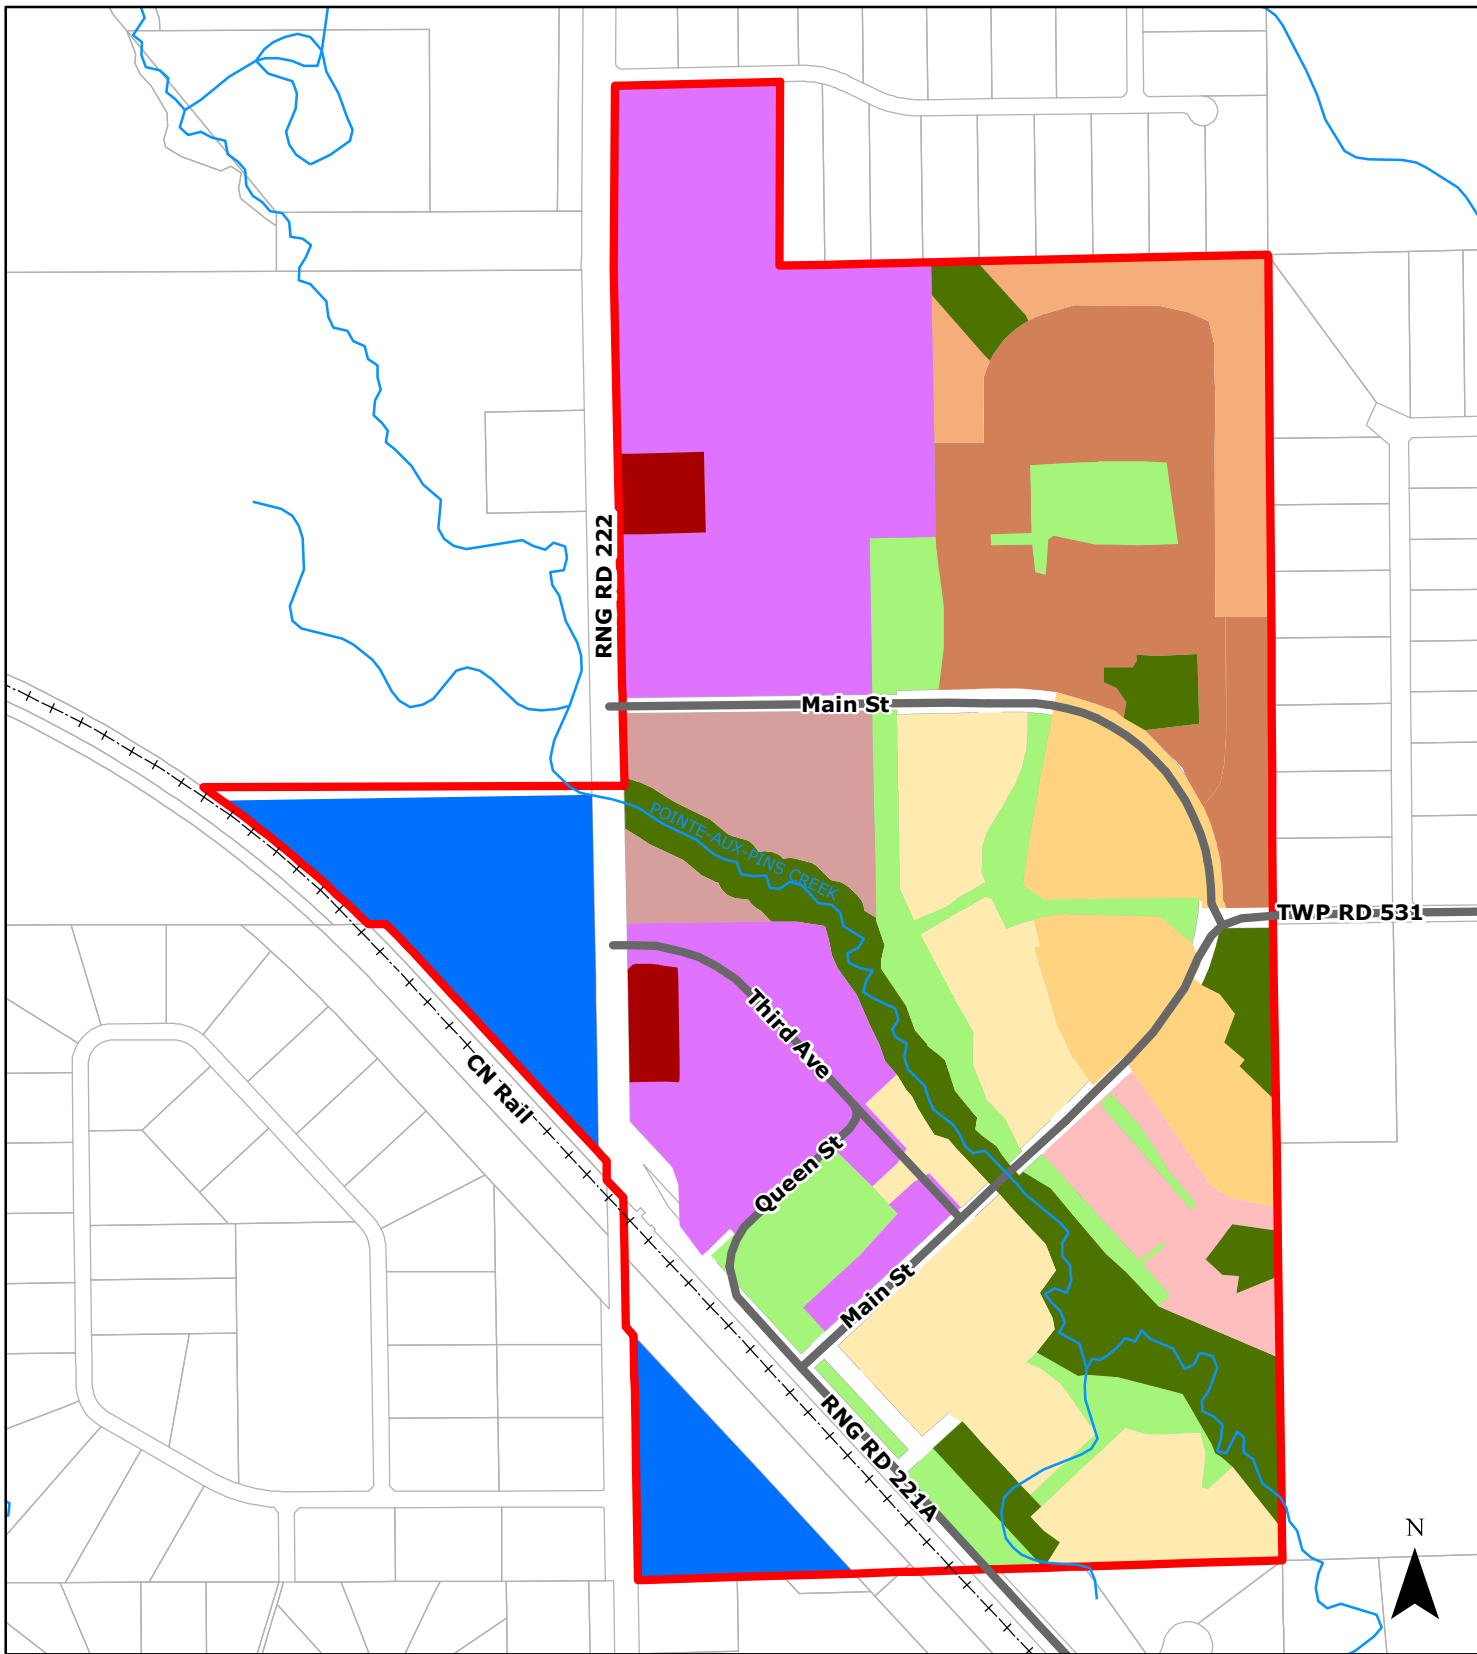 RNG RD 222
Main St
POINTE-AUX-PINS CREEK
TWP RD 531
Third Ave
CN Rail
Queen St
Main St
RNG RD 221A
N